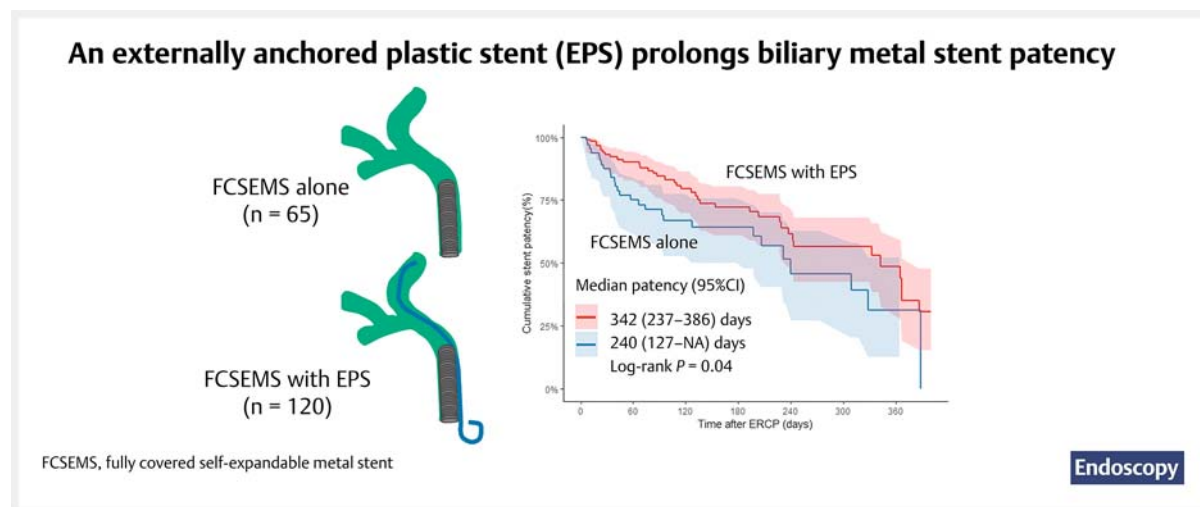 An externally anchored plastic stent (EPS) prolongs biliary metal stent patency
FCSEMS alone
(n = 65)
FCSEMS with EPS
(n = 120)
FCSEMS, fully covered self-expandable metal stent
Cumulative stent patency(%)
100%
75%
50%
25%
0%
FCSEMS with EPS
FCSEMS alone
Median patency (95%CI)
342 (237–386) days
240 (127–NA) days
Log-rank P = 0.04
0 60 120 180 240 300 360
Time after ERCP (days)
Endoscopy